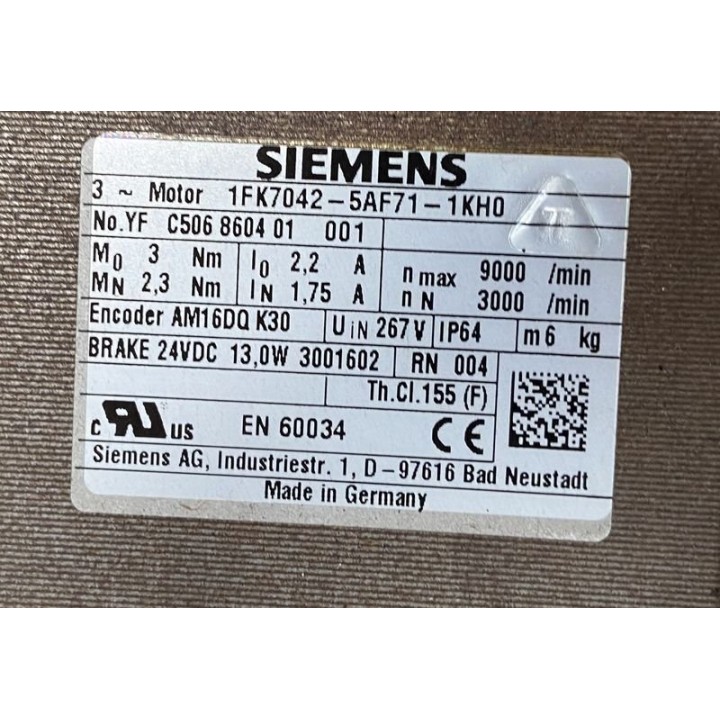 SIEMENS
3 ~ Motor 1FK7042-5AF71-1KH0
No.YF C506 8604 01 001
M0 3 Nm I0 2,2 A n max 9000 /min
MN 2,3 Nm IN 1,75 A n N 3000 /min
Encoder AM16DQ K30 UiN 267 V IP64 m 6 kg
BRAKE 24VDC 13,0W 3001602 RN 004
Th.Cl.155 (F)
c RU US EN 60034 CE
Siemens AG, Industriestr. 1, D-97616 Bad Neustadt
Made in Germany